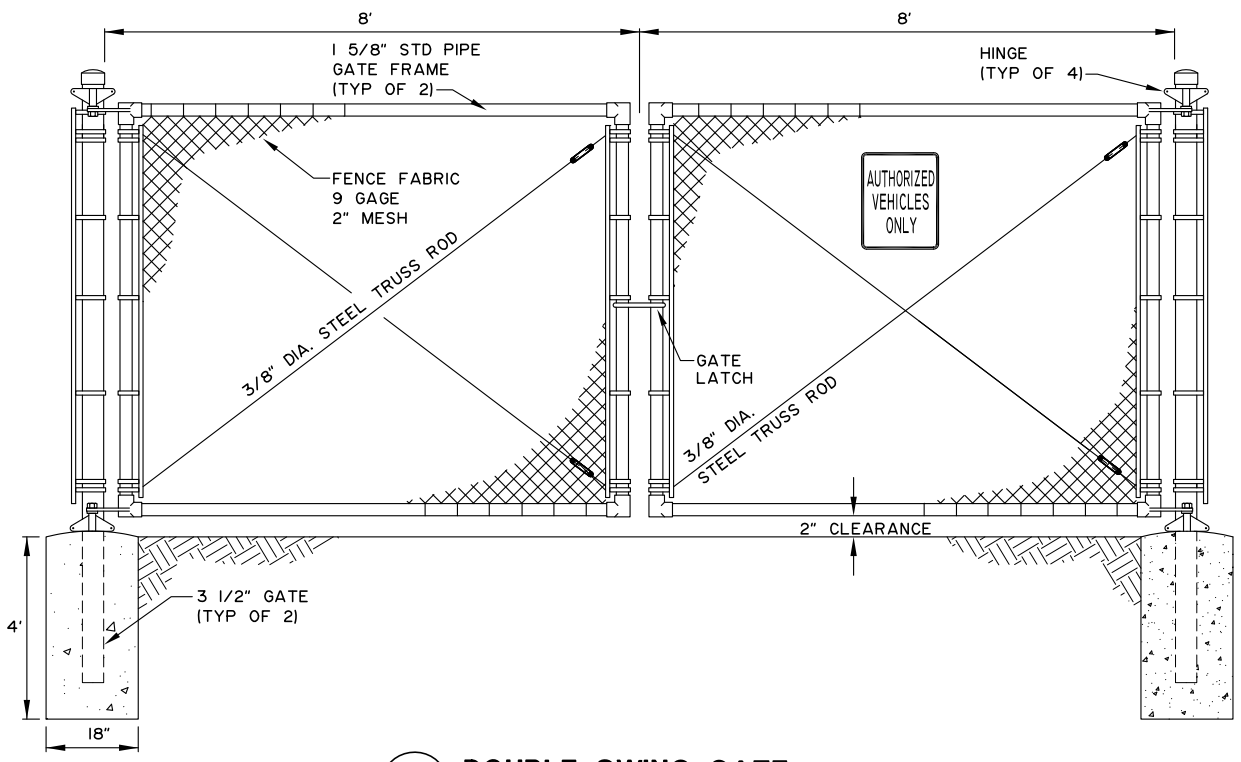 8'
8'
1 5/8" STD PIPE
GATE FRAME
(TYP OF 2)
HINGE
(TYP OF 4)
FENCE FABRIC
9 GAGE
2" MESH
AUTHORIZED
VEHICLES
ONLY
3/8" DIA. STEEL TRUSS ROD
GATE
LATCH
3/8" DIA.
STEEL TRUSS ROD
2" CLEARANCE
3 1/2" GATE
(TYP OF 2)
4'
18"
DOUBLE SWING GATE